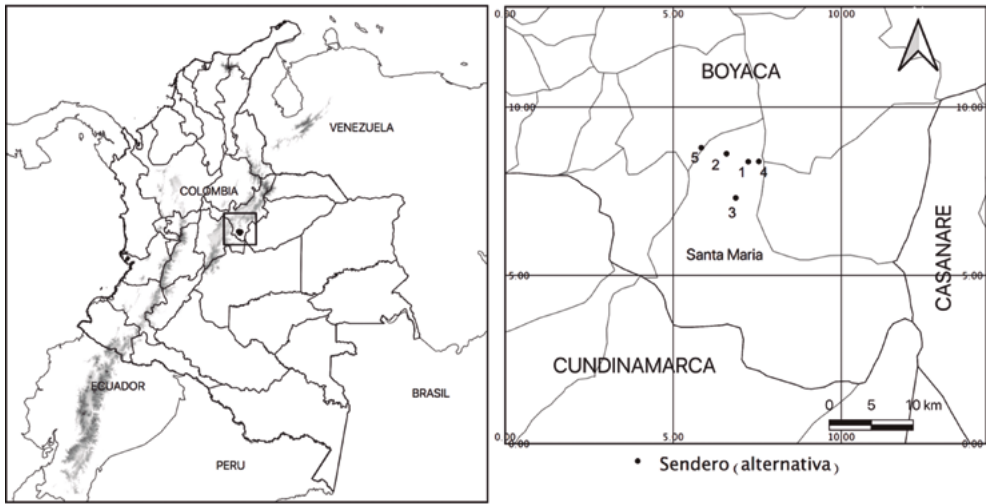 VENEZUELA
COLOMBIA
ECUADOR
BRASIL
PERU
0.00 5.00 10.00
BOYACA
10.00 10.00
5 2 1 4
3
Santa Maria
5.00 5.00
CASANARE
CUNDINAMARCA
0 5 10 km
0.00 0.00
0.00 5.00 10.00
• Sendero (alternativa)